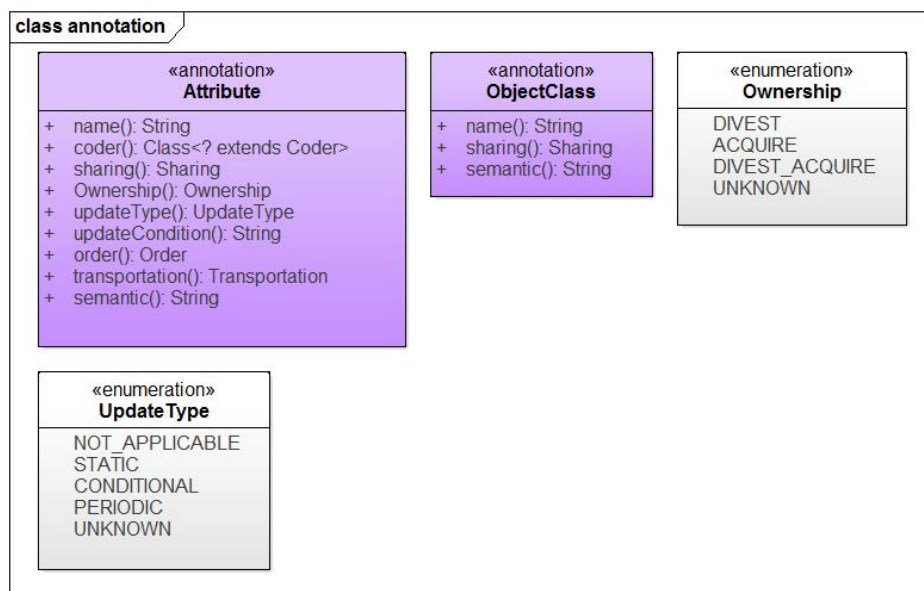 class annotation
«annotation»
Attribute
+ name(): String
+ coder(): Class<? extends Coder>
+ sharing(): Sharing
+ Ownership(): Ownership
+ updateType(): UpdateType
+ updateCondition(): String
+ order(): Order
+ transportation(): Transportation
+ semantic(): String
«annotation»
ObjectClass
+ name(): String
+ sharing(): Sharing
+ semantic(): String
«enumeration»
Ownership
DIVEST
ACQUIRE
DIVEST_ACQUIRE
UNKNOWN
«enumeration»
UpdateType
NOT_APPLICABLE
STATIC
CONDITIONAL
PERIODIC
UNKNOWN